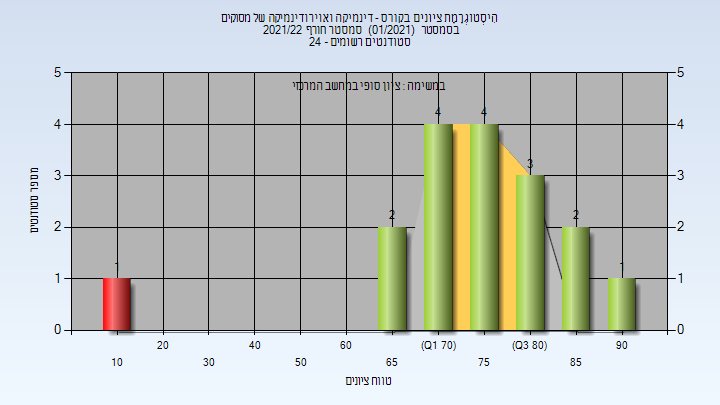 היסטוגרמת ציונים בקורס - דינמיקה ואוירודינמיקה של מסוקים
בסמסטר (01/2021) סמסטר חורף 2021/22
סטודנטים רשומים - 24
במשימה : ציון סופי במחשב המרכזי
מספר סטודנטים
5 5
4 4
3 3
2 2
1 1
0 0
1 2 4 4 3 2 1
10 20 30 40 50 60 65 (Q1 70) 75 (Q3 80) 85 90
טווח ציונים